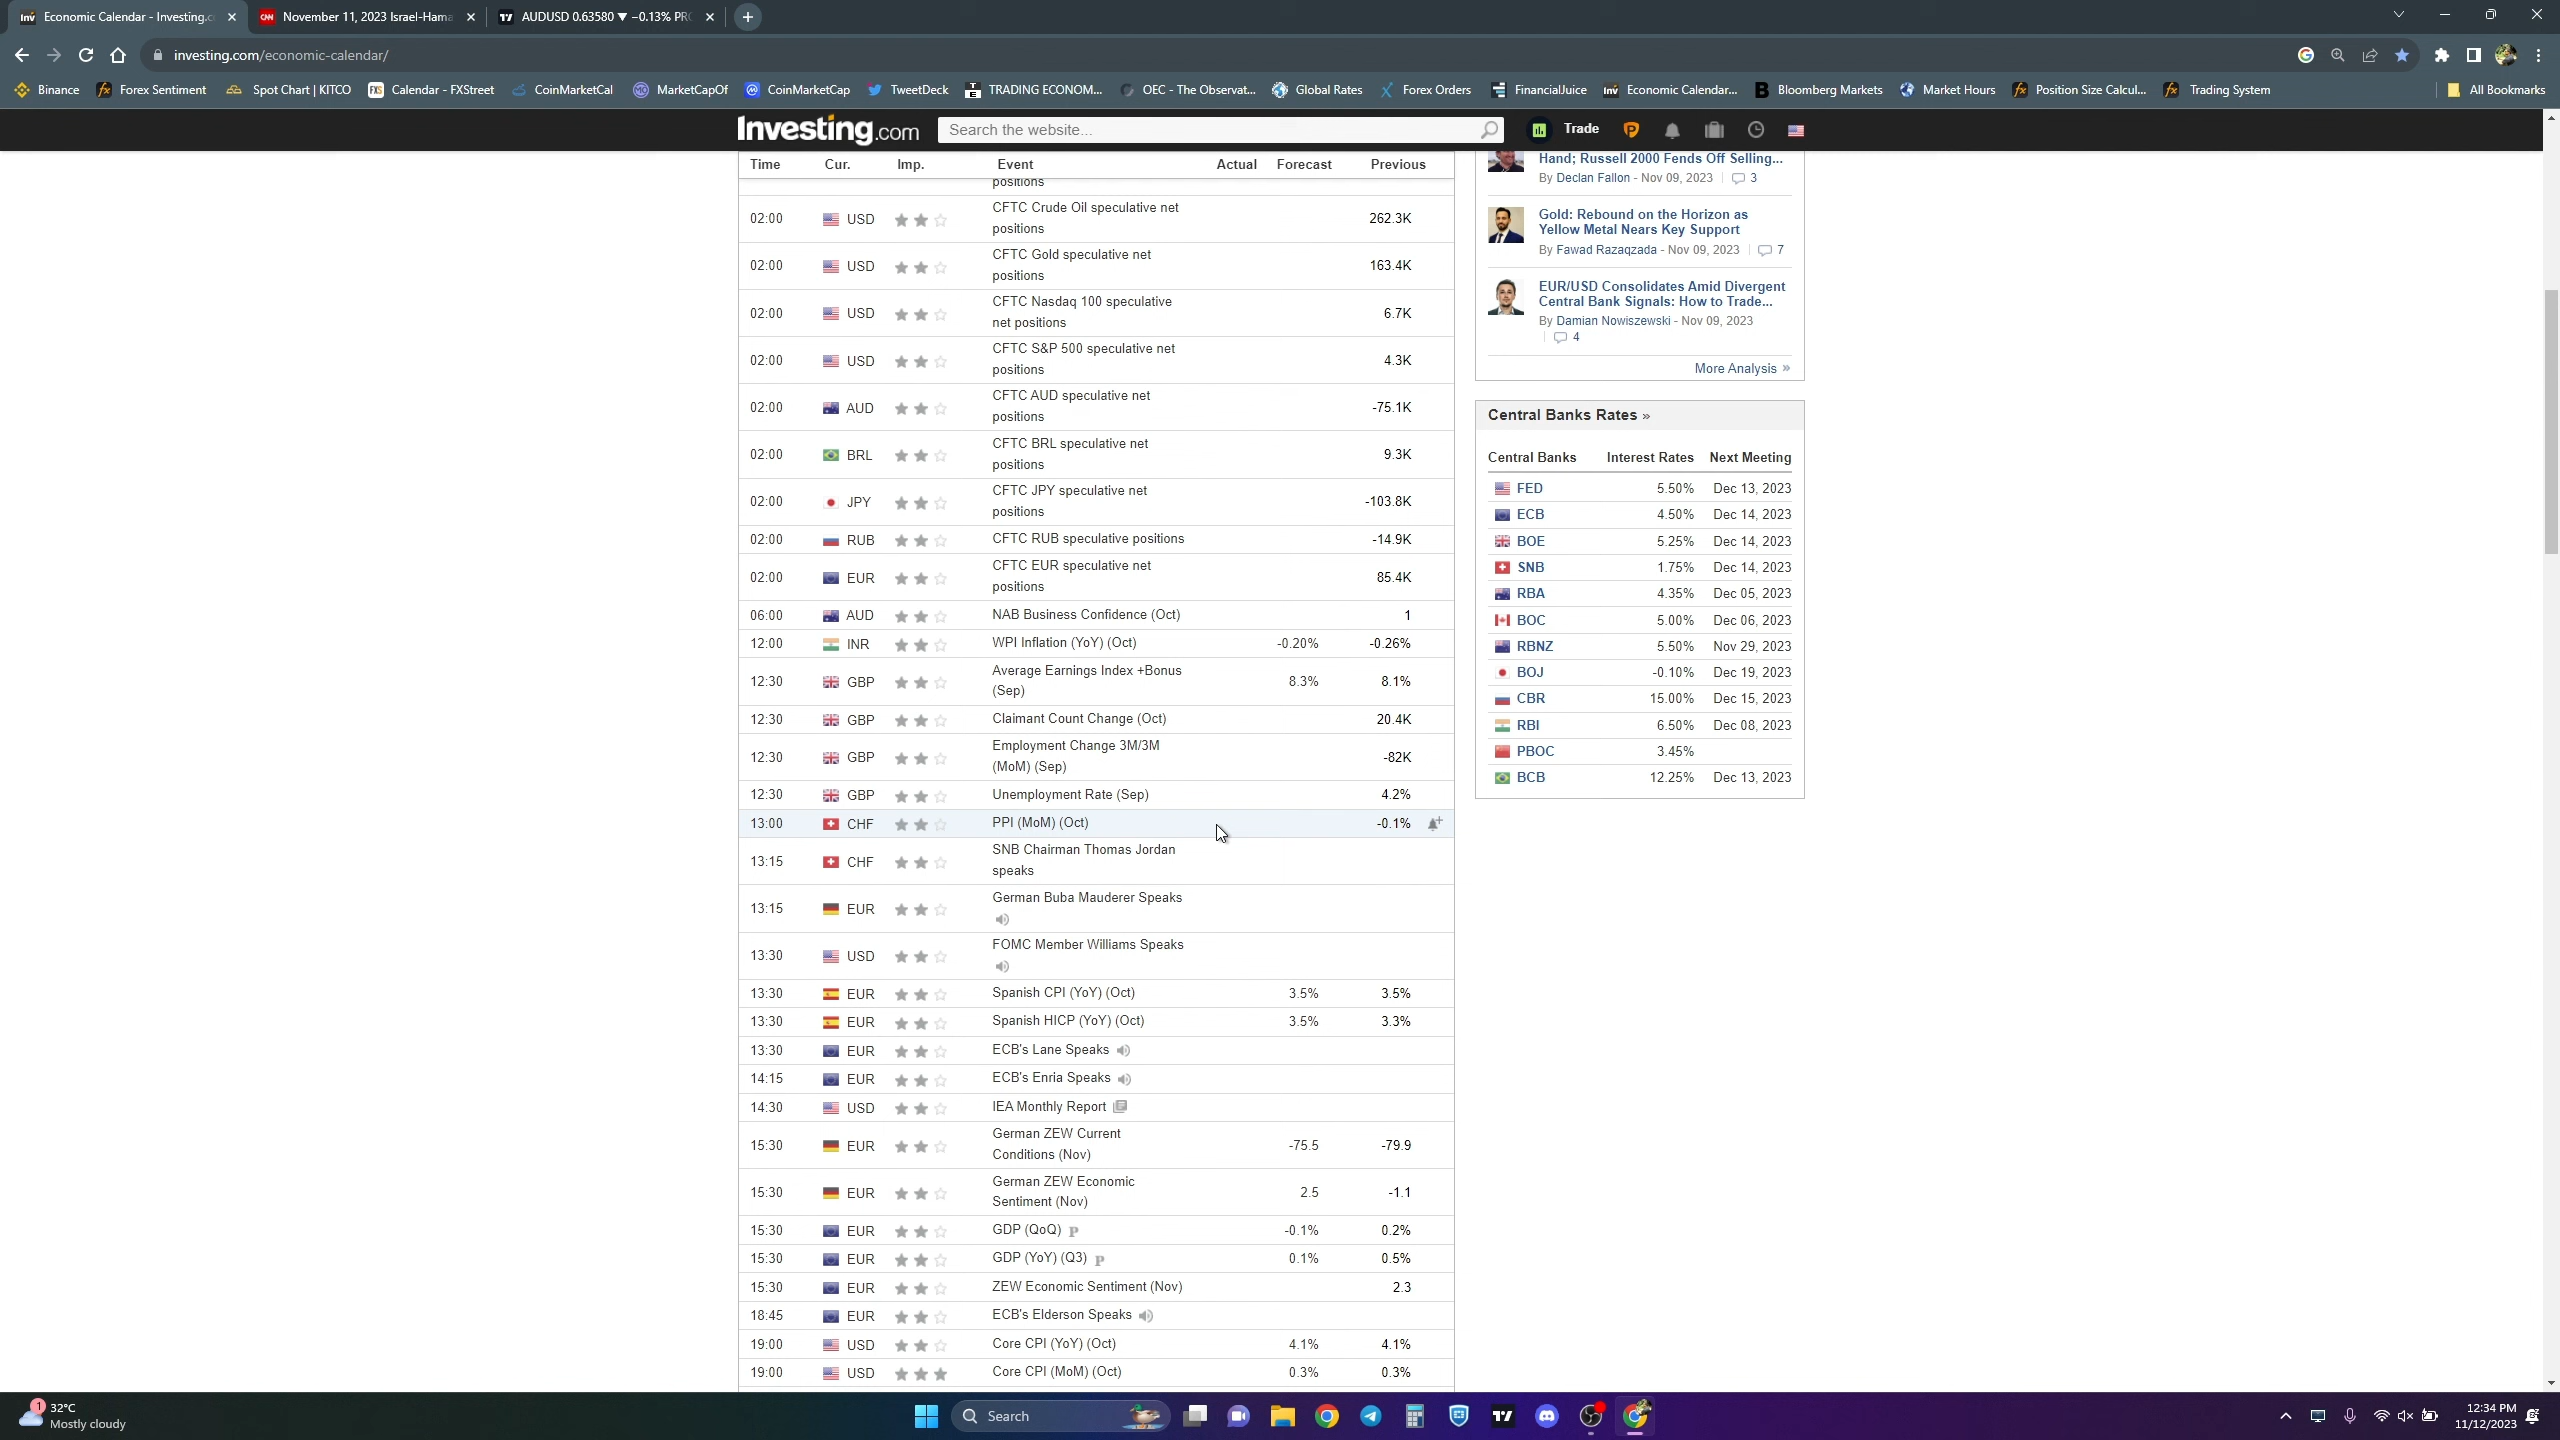 Economic Calendar - Investing.c
November 11, 2023 Israel-Hama
AUDUSD 0.63580 ▼ −0.13% PR
investing.com/economic-calendar/
Binance
Forex Sentiment
Spot Chart | KITCO
Calendar - FXStreet
CoinMarketCal
MarketCapOf
CoinMarketCap
TweetDeck
TRADING ECONOM...
OEC - The Observat...
Global Rates
Forex Orders
FinancialJuice
Economic Calendar...
Bloomberg Markets
Market Hours
Position Size Calcul...
Trading System
All Bookmarks
Investing.com
Search the website...
Trade
Time Cur. Imp. Event Actual Forecast Previous
positions
02:00 USD CFTC Crude Oil speculative net 262.3K
positions
02:00 USD CFTC Gold speculative net 163.4K
positions
02:00 USD CFTC Nasdaq 100 speculative 6.7K
net positions
02:00 USD CFTC S&P 500 speculative net 4.3K
positions
02:00 AUD CFTC AUD speculative net -75.1K
positions
02:00 BRL CFTC BRL speculative net 9.3K
positions
02:00 JPY CFTC JPY speculative net -103.8K
positions
02:00 RUB CFTC RUB speculative positions -14.9K
02:00 EUR CFTC EUR speculative net 85.4K
positions
06:00 AUD NAB Business Confidence (Oct) 1
12:00 INR WPI Inflation (YoY) (Oct) -0.20% -0.26%
12:30 GBP Average Earnings Index +Bonus 8.3% 8.1%
(Sep)
12:30 GBP Claimant Count Change (Oct) 20.4K
12:30 GBP Employment Change 3M/3M -82K
(MoM) (Sep)
12:30 GBP Unemployment Rate (Sep) 4.2%
13:00 CHF PPI (MoM) (Oct) -0.1%
13:15 CHF SNB Chairman Thomas Jordan
speaks
13:15 EUR German Buba Mauderer Speaks
13:30 USD FOMC Member Williams Speaks
13:30 EUR Spanish CPI (YoY) (Oct) 3.5% 3.5%
13:30 EUR Spanish HICP (YoY) (Oct) 3.5% 3.3%
13:30 EUR ECB's Lane Speaks
14:15 EUR ECB's Enria Speaks
14:30 USD IEA Monthly Report
15:30 EUR German ZEW Current -75.5 -79.9
Conditions (Nov)
15:30 EUR German ZEW Economic 2.5 -1.1
Sentiment (Nov)
15:30 EUR GDP (QoQ) P -0.1% 0.2%
15:30 EUR GDP (YoY) (Q3) P 0.1% 0.5%
15:30 EUR ZEW Economic Sentiment (Nov) 2.3
18:45 EUR ECB's Elderson Speaks
19:00 USD Core CPI (YoY) (Oct) 4.1% 4.1%
19:00 USD Core CPI (MoM) (Oct) 0.3% 0.3%
Hand; Russell 2000 Fends Off Selling...
By Declan Fallon - Nov 09, 2023 3
Gold: Rebound on the Horizon as
Yellow Metal Nears Key Support
By Fawad Razaqzada - Nov 09, 2023 7
EUR/USD Consolidates Amid Divergent
Central Bank Signals: How to Trade...
By Damian Nowiszewski - Nov 09, 2023
4
More Analysis »
Central Banks Rates »
Central Banks Interest Rates Next Meeting
FED 5.50% Dec 13, 2023
ECB 4.50% Dec 14, 2023
BOE 5.25% Dec 14, 2023
SNB 1.75% Dec 14, 2023
RBA 4.35% Dec 05, 2023
BOC 5.00% Dec 06, 2023
RBNZ 5.50% Nov 29, 2023
BOJ -0.10% Dec 19, 2023
CBR 15.00% Dec 15, 2023
RBI 6.50% Dec 08, 2023
PBOC 3.45%
BCB 12.25% Dec 13, 2023
1
32°C
Mostly cloudy
Search
12:34 PM
11/12/2023